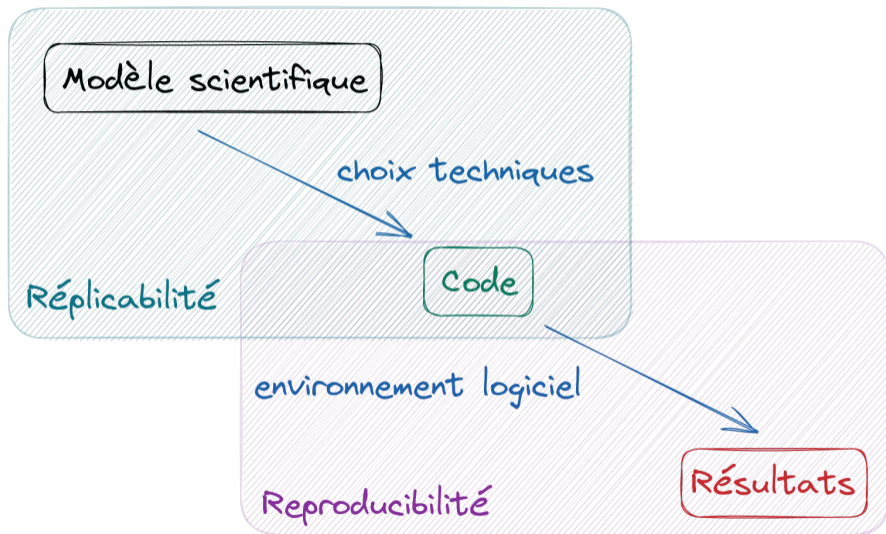 Modèle scientifique
choix techniques
Code
Réplicabilité
environnement logiciel
Résultats
Reproducibilité